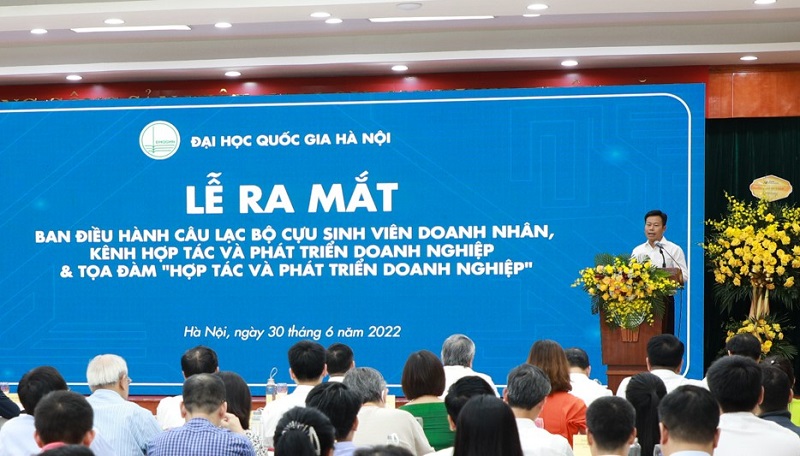 ĐẠI HỌC QUỐC GIA HÀ NỘI
LỄ RA MẮT
BAN ĐIỀU HÀNH CÂU LẠC BỘ CỰU SINH VIÊN DOANH NHÂN,
KÊNH HỢP TÁC VÀ PHÁT TRIỂN DOANH NGHIỆP
& TỌA ĐÀM "HỢP TÁC VÀ PHÁT TRIỂN DOANH NGHIỆP"
Hà Nội, ngày 30 tháng 6 năm 2022